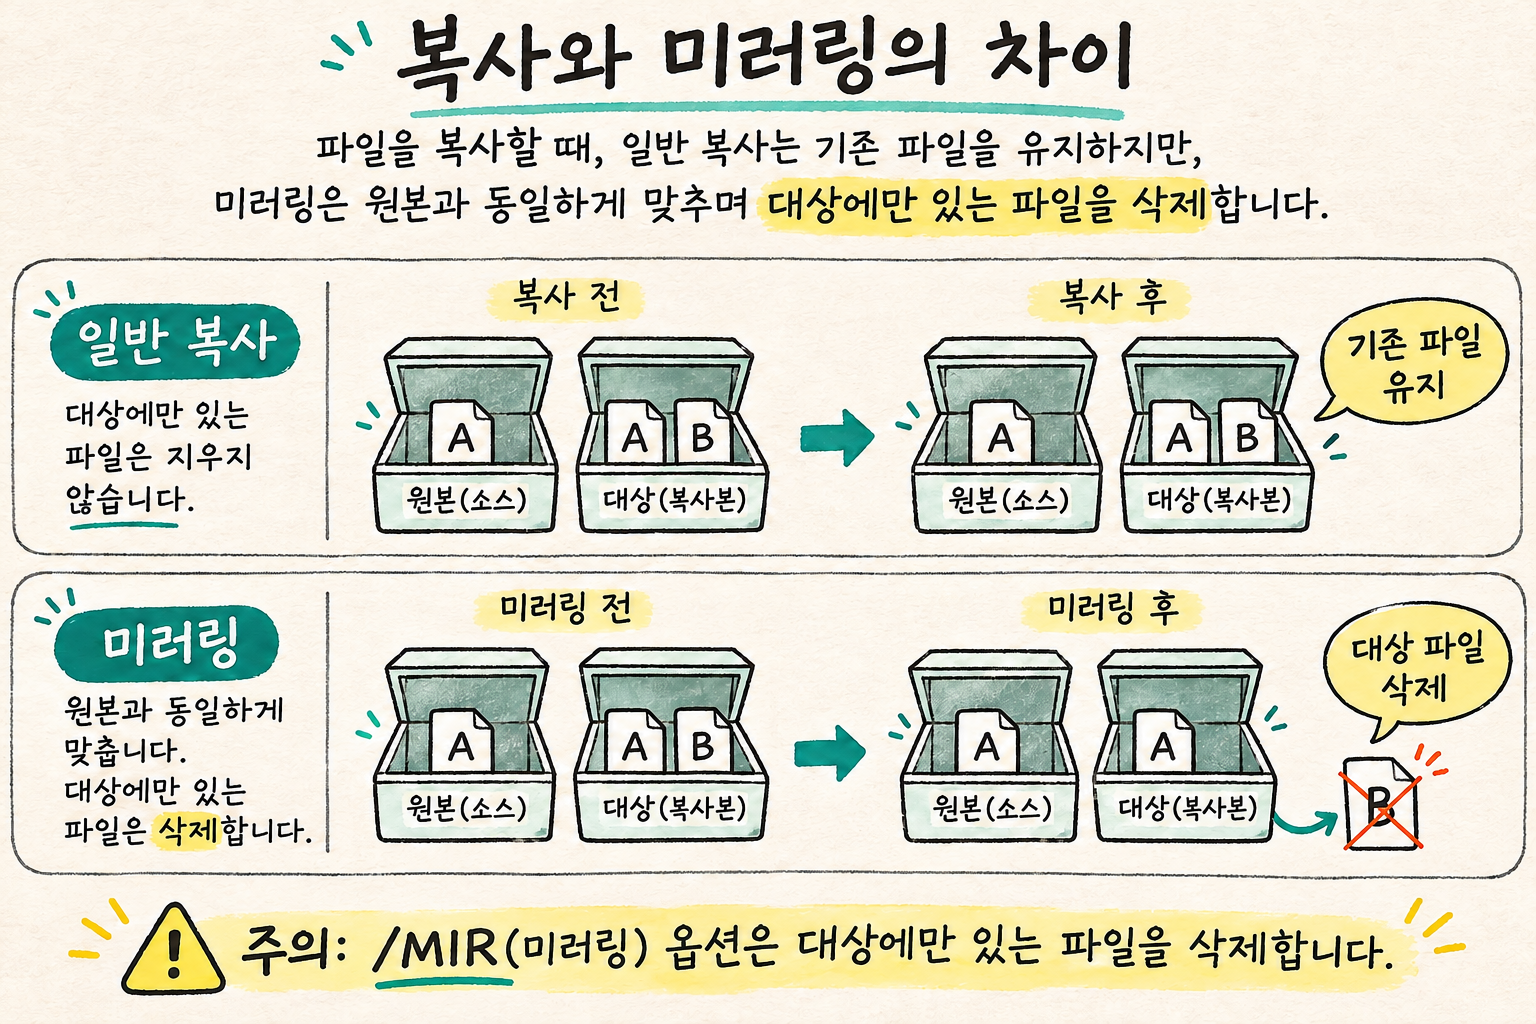 복사와 미러링의 차이
파일을 복사할 때, 일반 복사는 기존 파일을 유지하지만,
미러링은 원본과 동일하게 맞추며 대상에만 있는 파일을 삭제합니다.
일반 복사
대상에만 있는
파일은 지우지
않습니다.
복사 전
A
원본(소스)
A B
대상(복사본)
복사 후
A
원본(소스)
A B
대상(복사본)
기존 파일
유지
미러링
원본과 동일하게
맞춥니다.
대상에만 있는
파일은 삭제합니다.
미러링 전
A
원본(소스)
A B
대상(복사본)
미러링 후
A
원본(소스)
A
대상(복사본)
대상 파일
삭제
B
! 주의: /MIR(미러링) 옵션은 대상에만 있는 파일을 삭제합니다.